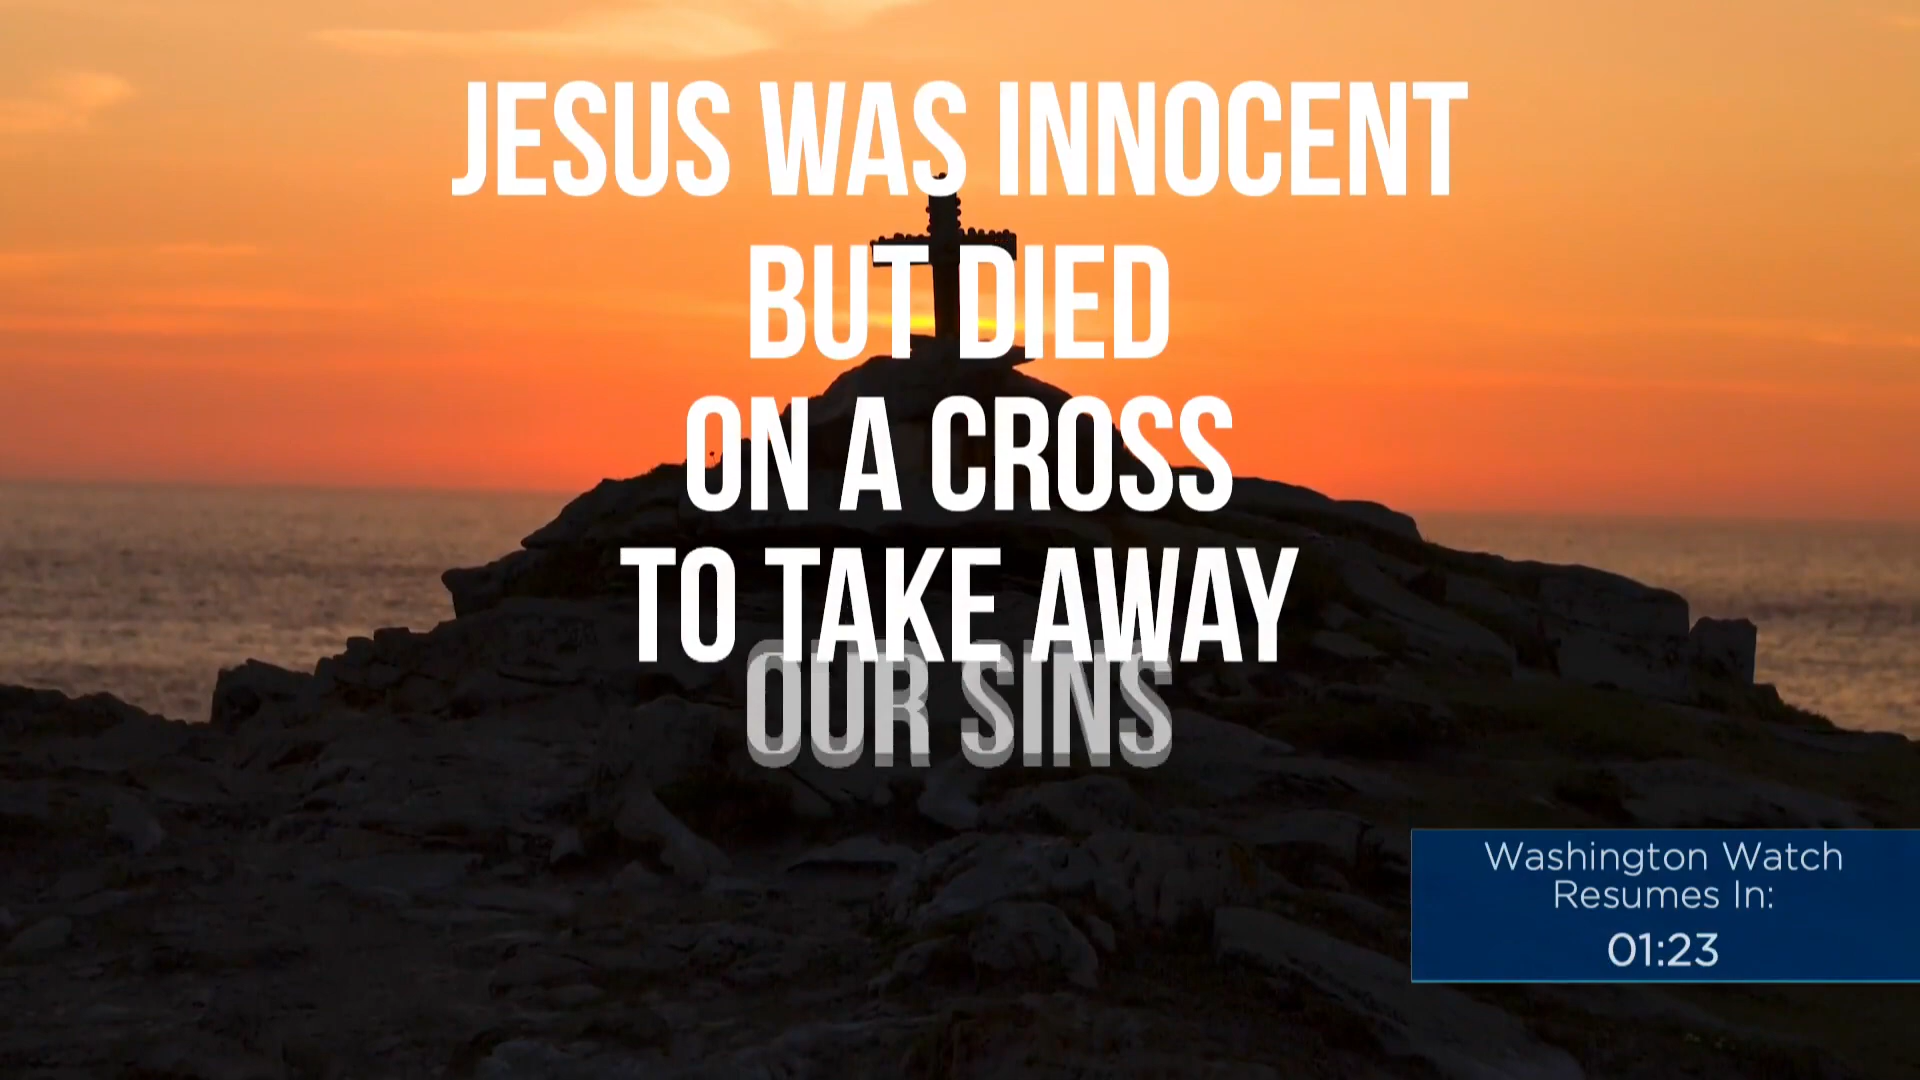 JESUS WAS INNOCENT
BUT DIED
ON A CROSS
TO TAKE AWAY
OUR SINS
Washington Watch
Resumes In:
01:23